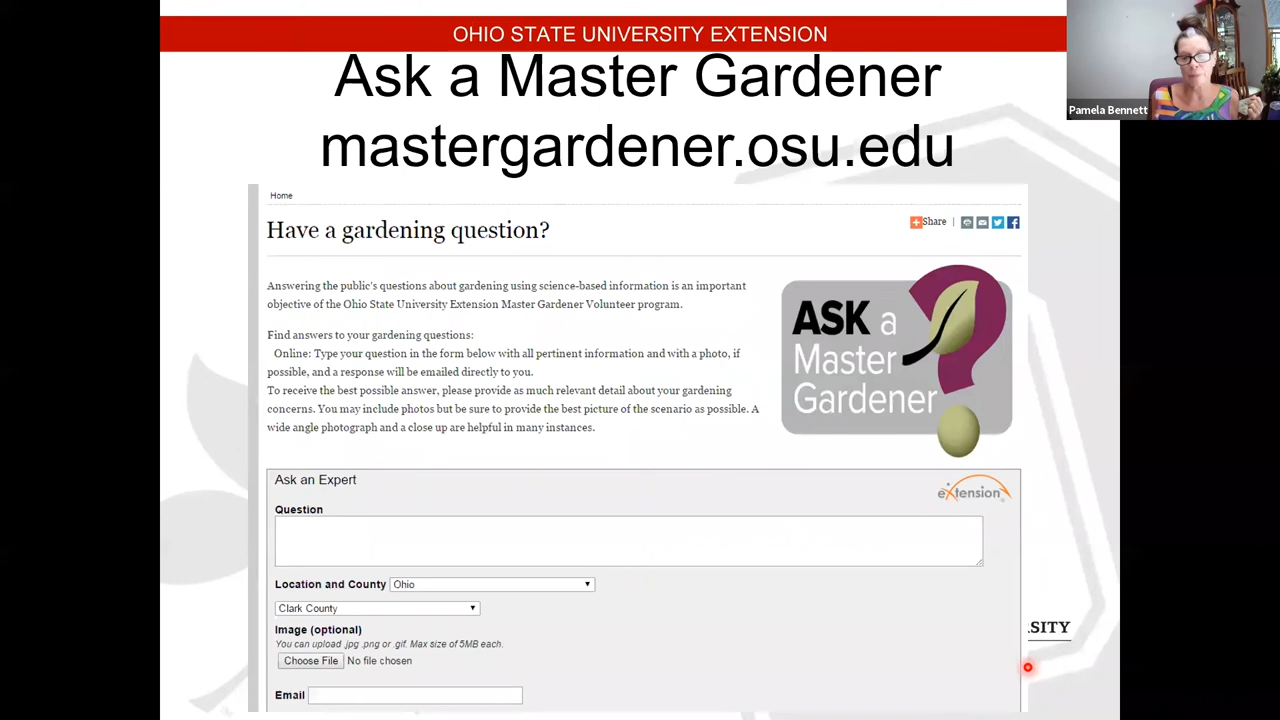 OHIO STATE UNIVERSITY EXTENSION
Ask a Master Gardener
mastergardener.osu.edu
Pamela Bennett
Home
Have a gardening question?
Share |
Answering the public's questions about gardening using science-based information is an important
objective of the Ohio State University Extension Master Gardener Volunteer program.
Find answers to your gardening questions:
Online: Type your question in the form below with all pertinent information and with a photo, if
possible, and a response will be emailed directly to you.
To receive the best possible answer, please provide as much relevant detail about your gardening
concerns. You may include photos but be sure to provide the best picture of the scenario as possible. A
wide angle photograph and a close up are helpful in many instances.
ASK a
Master
Gardener
Ask an Expert
eXtension
Question
Location and County Ohio
Clark County
Image (optional)
You can upload .jpg .png or .gif. Max size of 5MB each.
Choose File No file chosen
SITY
Email